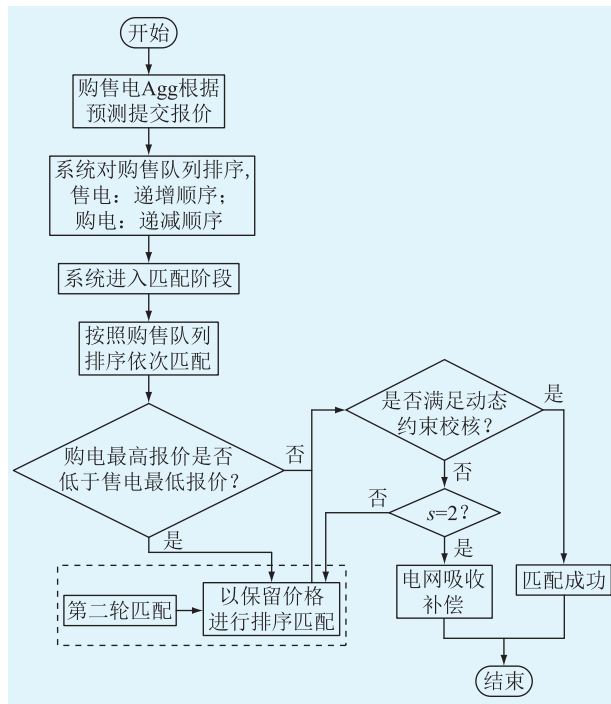 开始
购售电Agg根据
预测提交报价
系统对购售队列排序,
售电：递增顺序；
购电：递减顺序
系统进入匹配阶段
按照购售队列
排序依次匹配
购电最高报价是否
低于售电最低报价？
否
是
是否满足动态
约束校核？
是
否
s=2？
否
是
第二轮匹配
以保留价格
进行排序匹配
电网吸收
补偿
匹配成功
结束